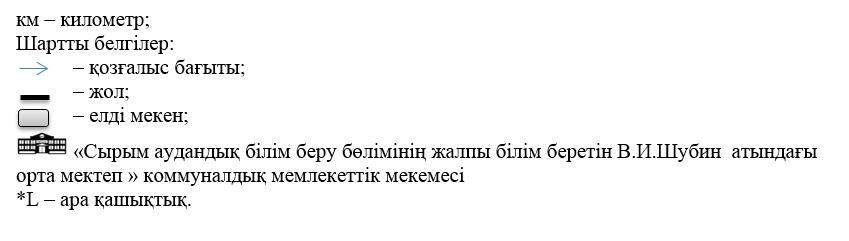 км – километр;
Шартты белгілер:
– қозғалыс бағыты;
– жол;
– елді мекен;
«Сырым аудандық білім беру бөлімінің жалпы білім беретін В.И.Шубин атындағы
орта мектеп » коммуналдық мемлекеттік мекемесі
*L – ара қашықтық.